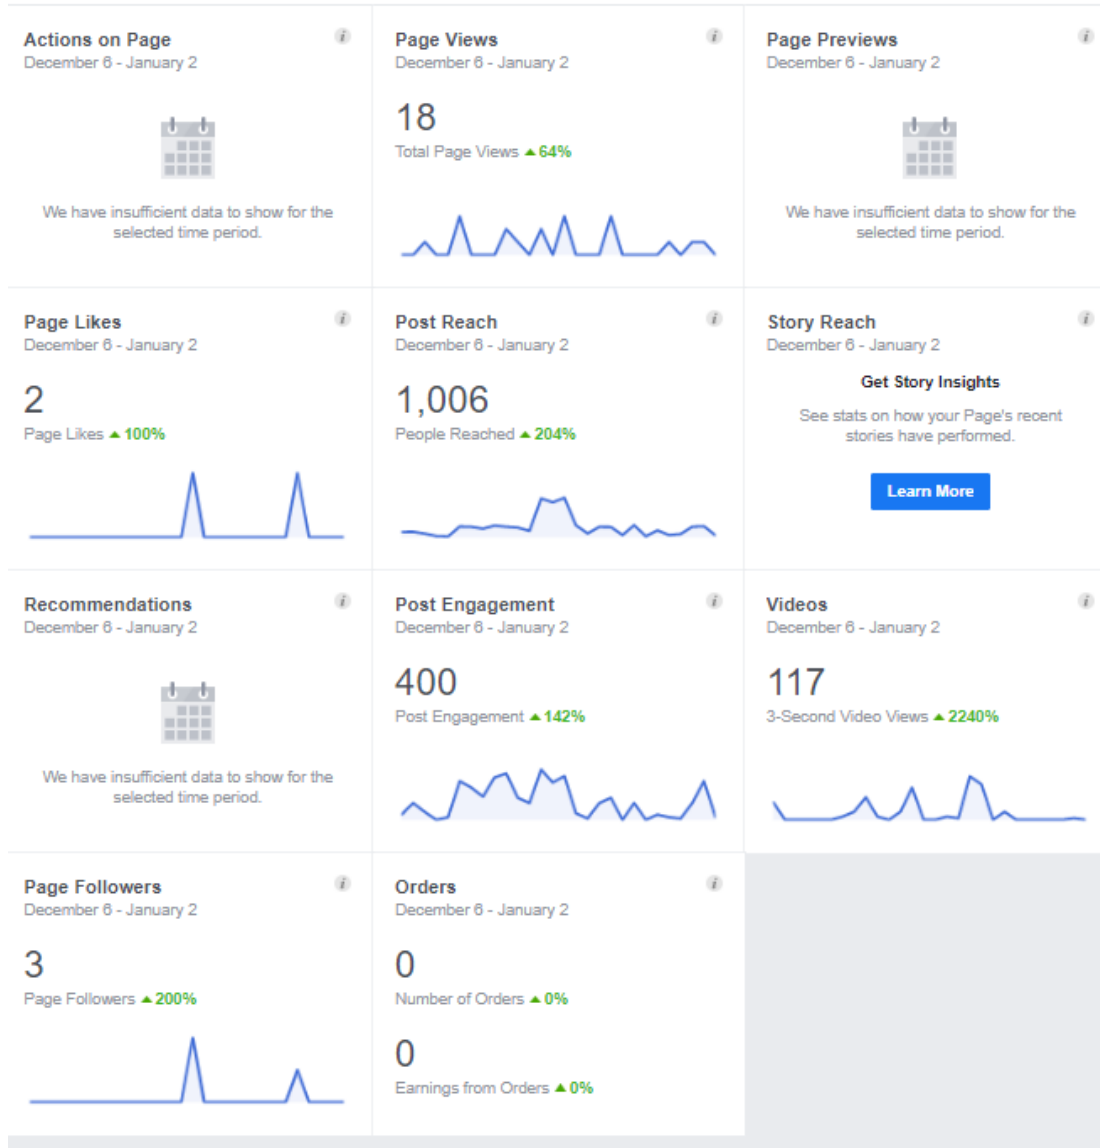 Actions on Page
December 6 - January 2
We have insufficient data to show for the
selected time period.
Page Views
December 6 - January 2
18
Total Page Views ▲ 64%
Page Previews
December 6 - January 2
We have insufficient data to show for the
selected time period.
Page Likes
December 6 - January 2
2
Page Likes ▲ 100%
Post Reach
December 6 - January 2
1,006
People Reached ▲ 204%
Story Reach
December 6 - January 2
Get Story Insights
See stats on how your Page's recent
stories have performed.
Learn More
Recommendations
December 6 - January 2
We have insufficient data to show for the
selected time period.
Post Engagement
December 6 - January 2
400
Post Engagement ▲ 142%
Videos
December 6 - January 2
117
3-Second Video Views ▲ 2240%
Page Followers
December 6 - January 2
3
Page Followers ▲ 200%
Orders
December 6 - January 2
0
Number of Orders ▲ 0%
0
Earnings from Orders ▲ 0%